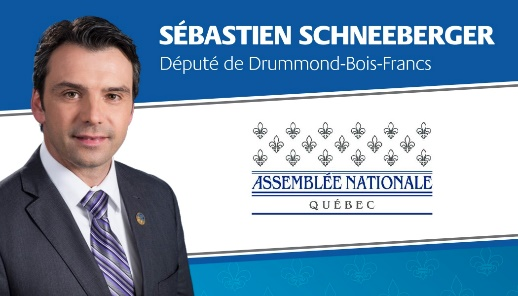 SÉBASTIEN SCHNEEBERGER
Député de Drummond-Bois-Francs
ASSEMBLÉE NATIONALE
QUÉBEC